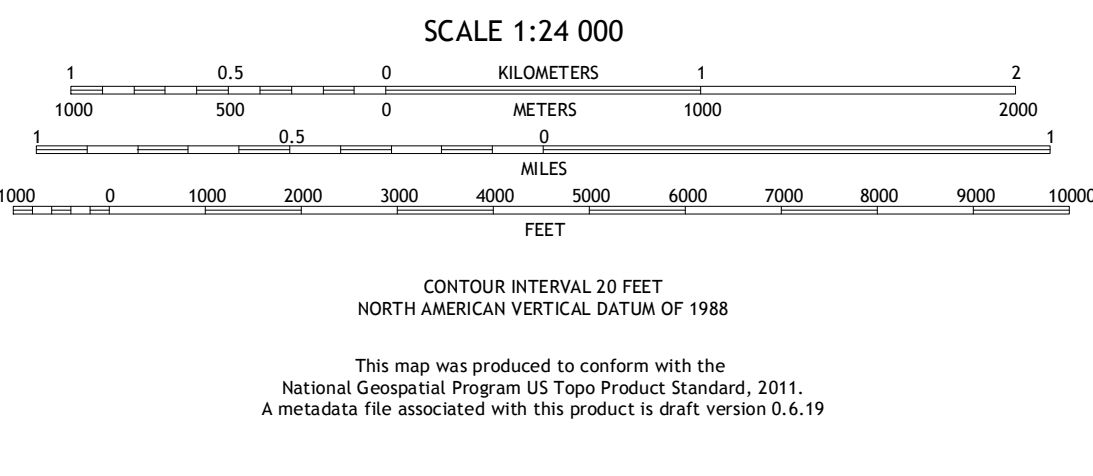 SCALE 1:24 000
1 0.5 0 KILOMETERS 1 2
1000 500 0 METERS 1000 2000
1 0.5 0 1
MILES
1000 0 1000 2000 3000 4000 5000 6000 7000 8000 9000 10000
FEET
CONTOUR INTERVAL 20 FEET
NORTH AMERICAN VERTICAL DATUM OF 1988
This map was produced to conform with the
National Geospatial Program US Topo Product Standard, 2011.
A metadata file associated with this product is draft version 0.6.19